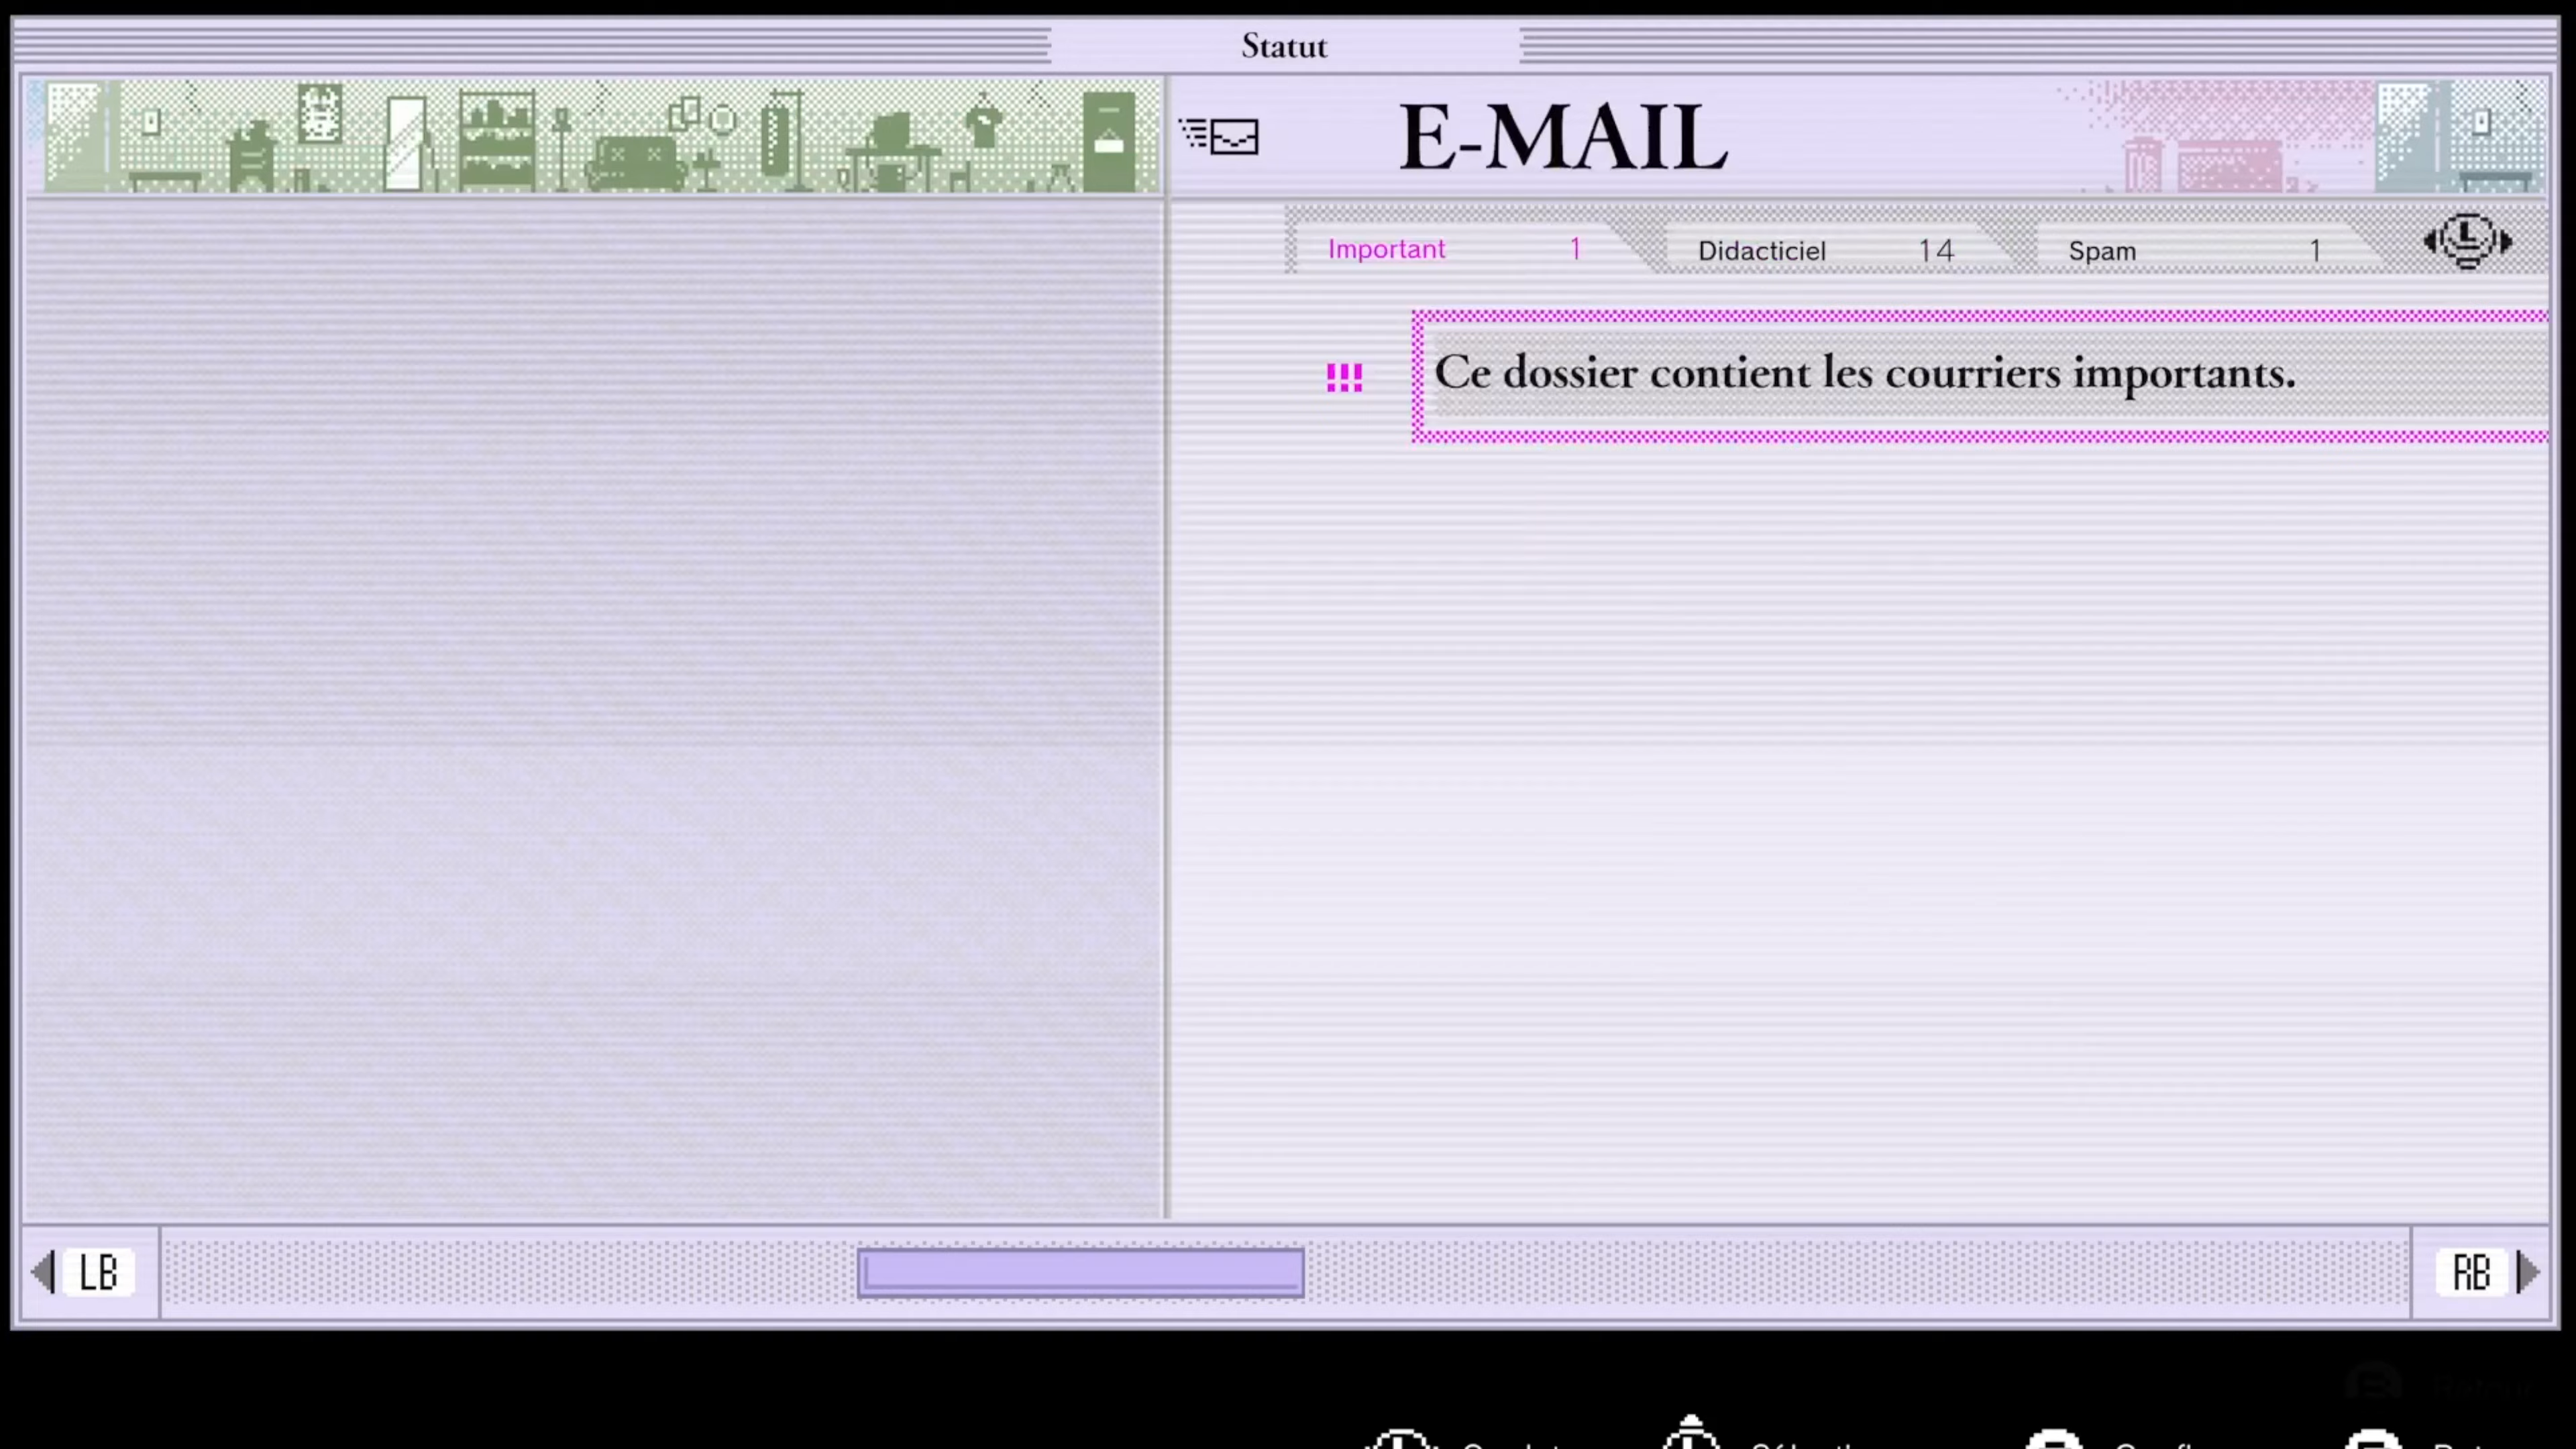 Statut
E-MAIL
Important 1
Didacticiel 14
Spam 1
L
!!!
Ce dossier contient les courriers importants.
LB
RB